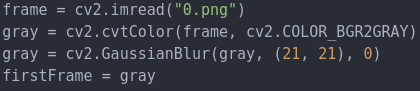 frame = cv2.imread("0.png")
gray = cv2.cvtColor(frame, cv2.COLOR_BGR2GRAY)
gray = cv2.GaussianBlur(gray, (21, 21), 0)
firstFrame = gray